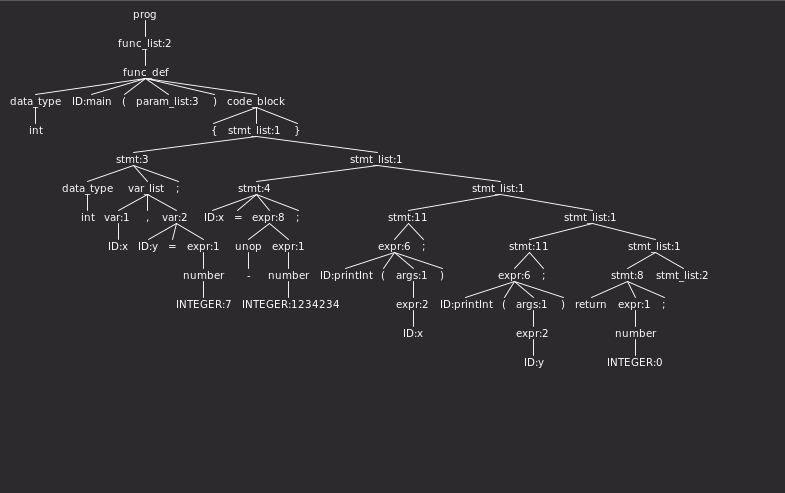 prog
func_list:2
func_def
data_type ID:main ( param_list:3 ) code_block
int { stmt_list:1 }
stmt:3 stmt_list:1
data_type var_list ; stmt:4 stmt_list:1
int var:1 , var:2 ID:x = expr:8 ; stmt:11 stmt_list:1
ID:x ID:y = expr:1 unop expr:1 expr:6 ; stmt:11 stmt_list:1
number - number ID:printInt ( args:1 ) expr:6 ; stmt:8 stmt_list:2
INTEGER:7 INTEGER:1234234 expr:2 ID:printInt ( args:1 ) return expr:1 ;
ID:x expr:2 number
ID:y INTEGER:0